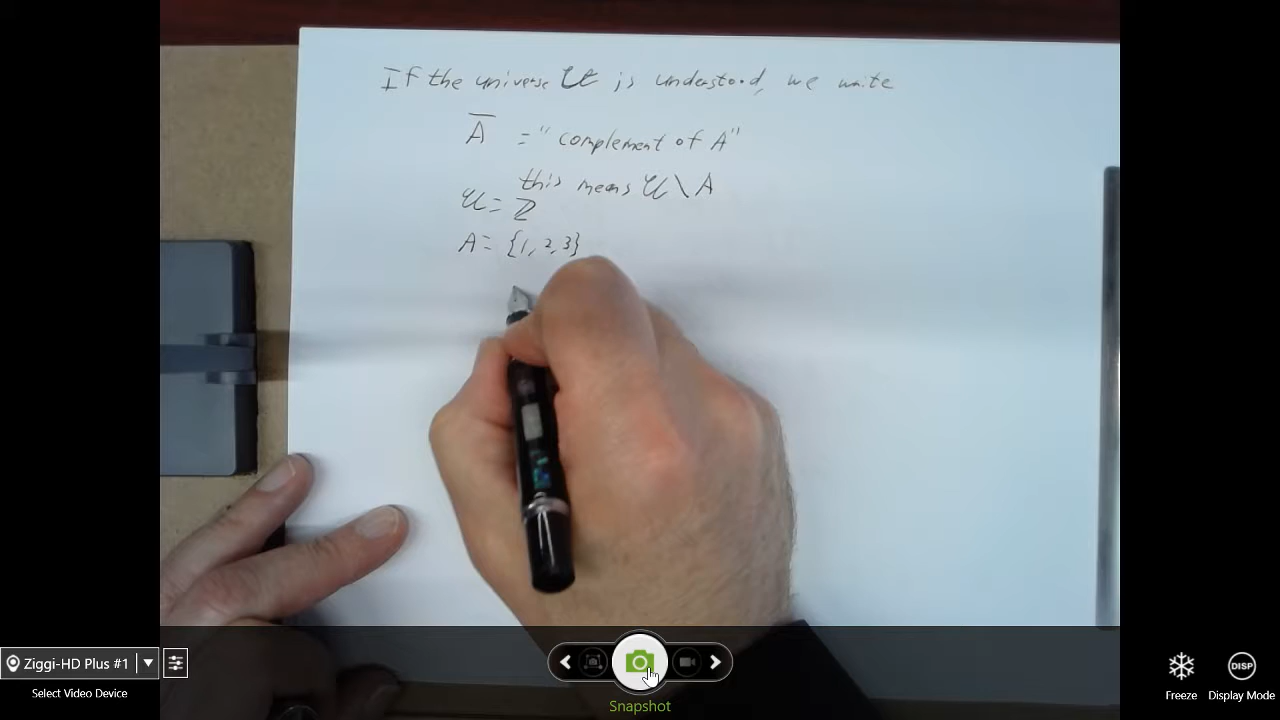 If the universe 𝒰 is understood, we write
A̅ = "complement of A"
this means 𝒰 \ A
𝒰 = ℤ
A = {1, 2, 3}
Ziggi-HD Plus #1
Select Video Device
Snapshot
Freeze
DISP
Display Mode